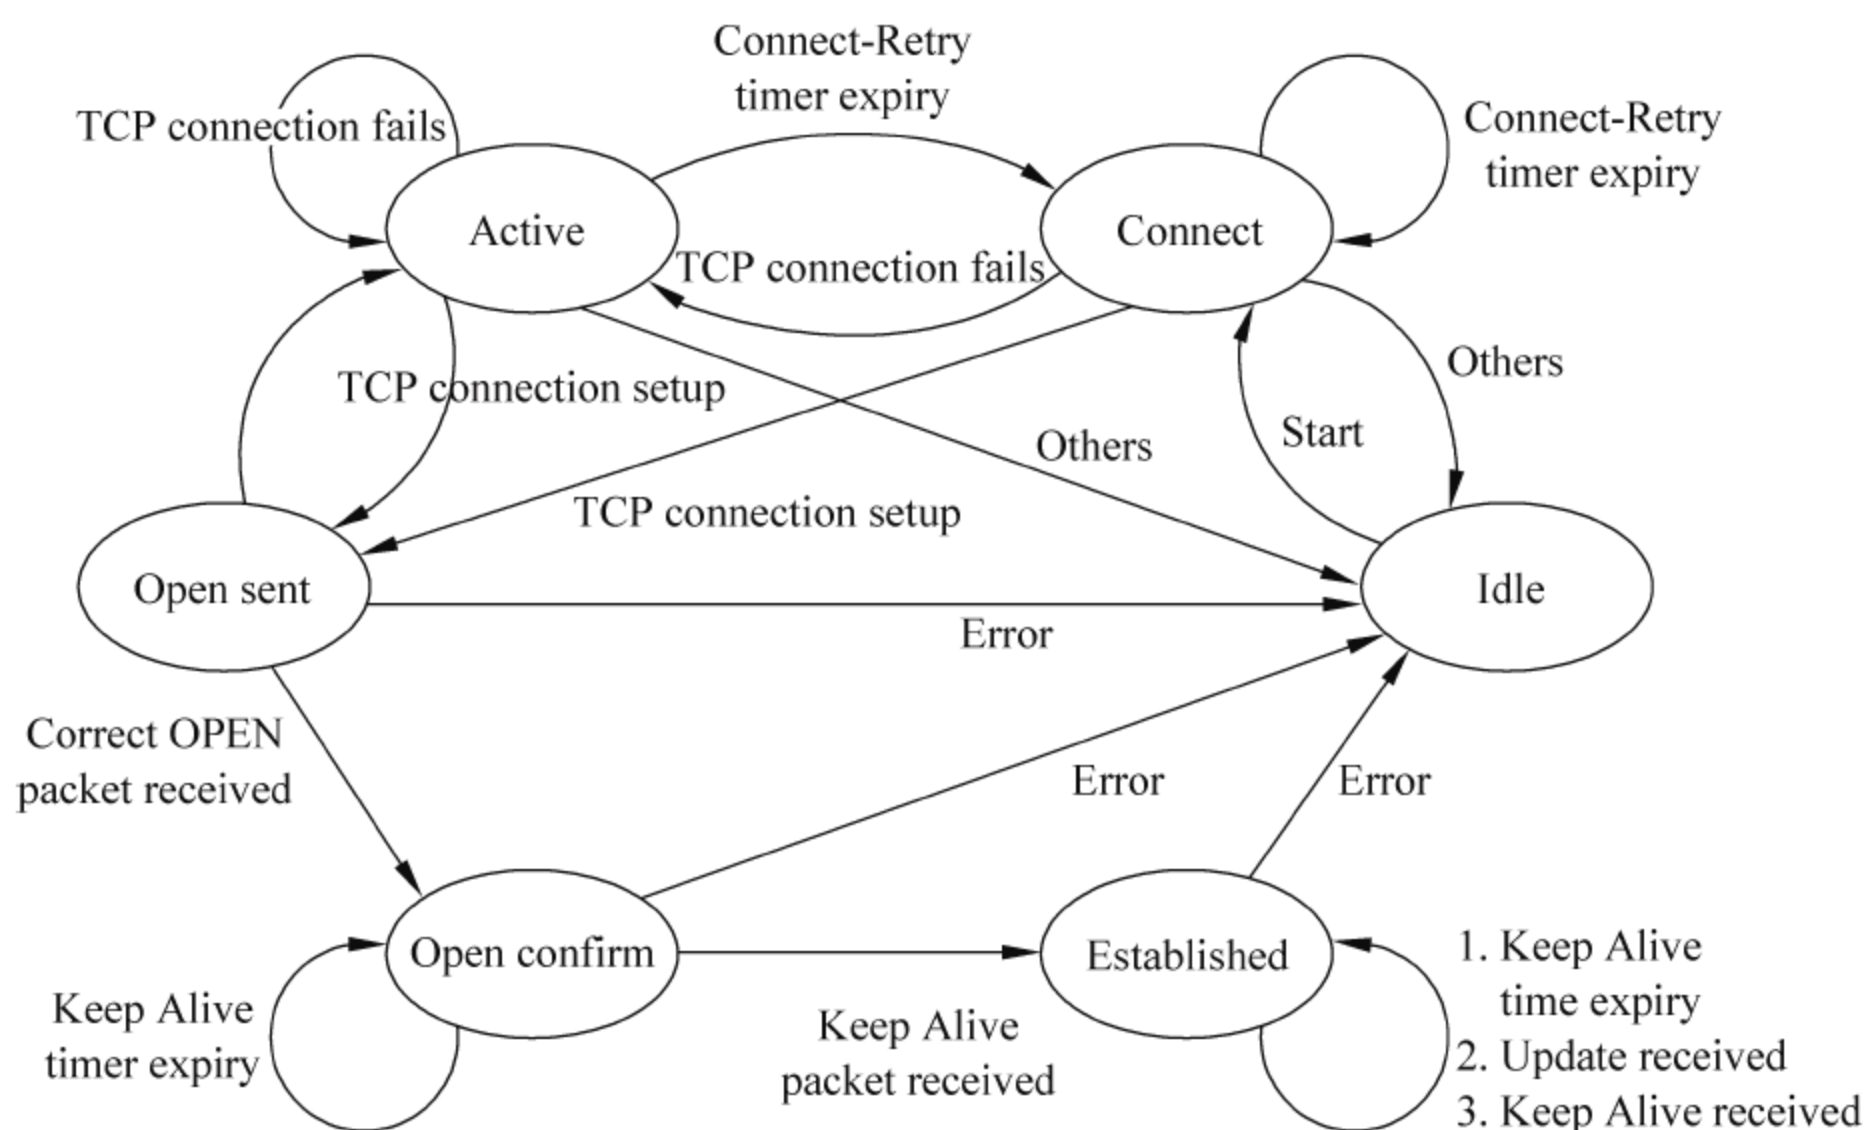 Connect-Retry
timer expiry
TCP connection fails
Connect-Retry
timer expiry
Active
Connect
TCP connection fails
Others
TCP connection setup
Start
Others
TCP connection setup
Open sent
Idle
Error
Correct OPEN
packet received
Error
Error
Open confirm
Established
1. Keep Alive
time expiry
2. Update received
3. Keep Alive received
Keep Alive
timer expiry
Keep Alive
packet received